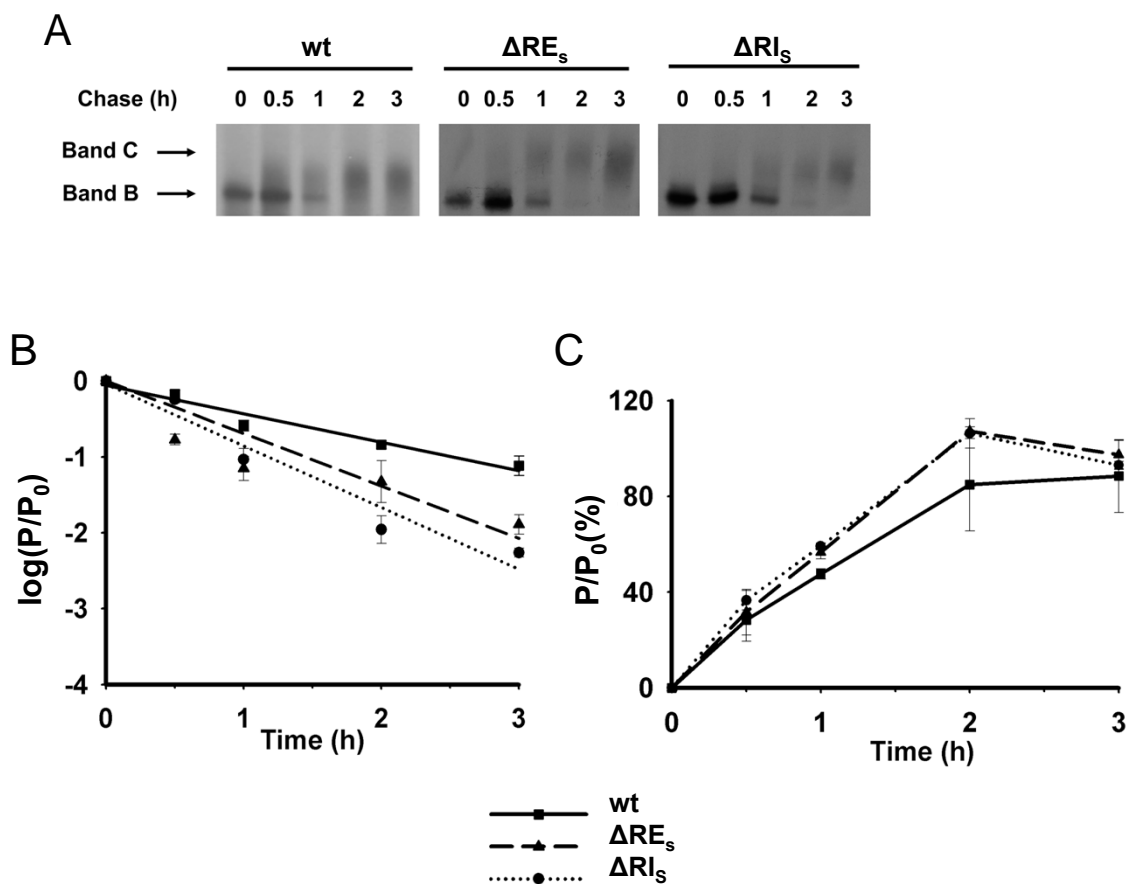 A
wt ΔREs ΔRIS
Chase (h) 0 0.5 1 2 3 0 0.5 1 2 3 0 0.5 1 2 3
Band C
Band B
B
log(P/P0)
0
-1
-2
-3
-4
0 1 2 3
Time (h)
C
P/P0(%)
120
80
40
0
0 1 2 3
Time (h)
wt
ΔREs
ΔRIS